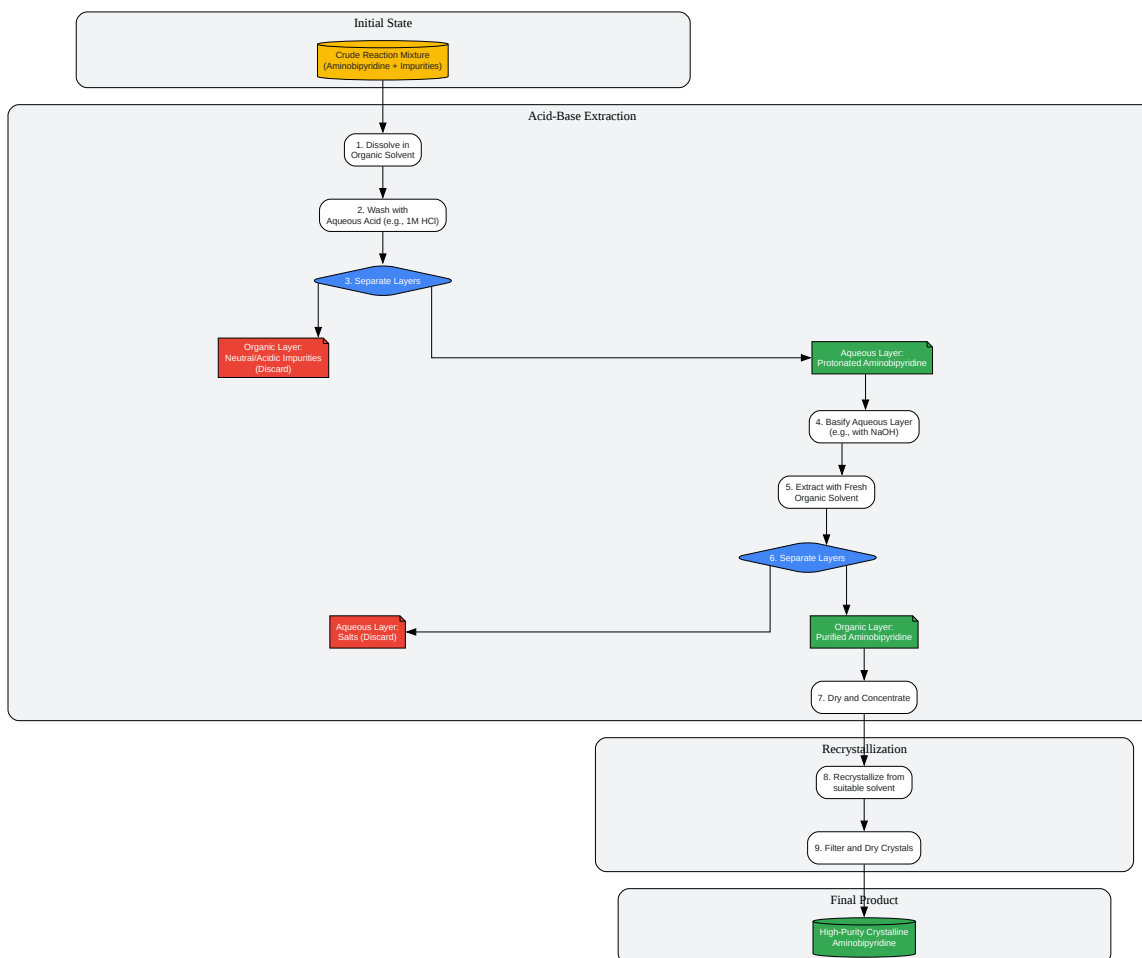 Initial State
Crude Reaction Mixture
(Aminobipyridine + Impurities)
Acid-Base Extraction
1. Dissolve in
Organic Solvent
2. Wash with
Aqueous Acid (e.g., 1M HCl)
3. Separate Layers
Organic Layer:
Neutral/Acidic Impurities
(Discard)
Aqueous Layer:
Protonated Aminobipyridine
4. Basify Aqueous Layer
(e.g., with NaOH)
5. Extract with Fresh
Organic Solvent
6. Separate Layers
Aqueous Layer:
Salts (Discard)
Organic Layer:
Purified Aminobipyridine
7. Dry and Concentrate
Recrystallization
8. Recrystallize from
suitable solvent
9. Filter and Dry Crystals
Final Product
High-Purity Crystalline
Aminobipyridine